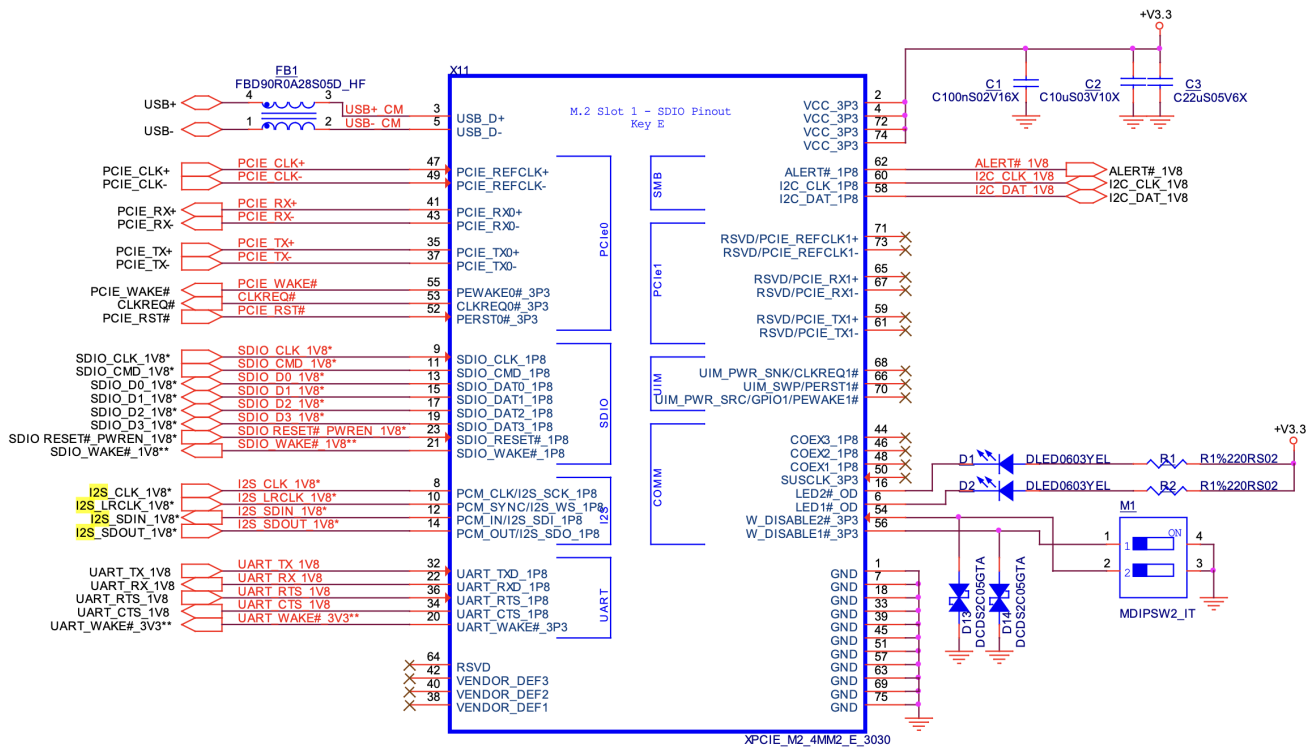 +V3.3
FB1
FBD90R0A28S05D_HF
X11
C1
C100nS02V16X
C2
C10uS03V10X
C3
C22uS05V6X
M.2 Slot 1 - SDIO Pinout
Key E
USB+ 4 3 USB+_CM 3 USB_D+
USB- 1 2 USB-_CM 5 USB_D-
PCIE_CLK+ PCIE_CLK+ 47 PCIE_REFCLK+
PCIE_CLK- PCIE_CLK- 49 PCIE_REFCLK-
PCIE_RX+ PCIE_RX+ 41 PCIE_RX0+
PCIE_RX- PCIE_RX- 43 PCIE_RX0-
PCIE_TX+ PCIE_TX+ 35 PCIE_TX0+
PCIE_TX- PCIE_TX- 37 PCIE_TX0-
PCIE_WAKE# PCIE_WAKE# 55 PEWAKE0#_3P3
CLKREQ# CLKREQ# 53 CLKREQ0#_3P3
PCIE_RST# PCIE_RST# 52 PERST0#_3P3
PCIe0
SDIO_CLK_1V8* SDIO_CLK_1V8* 9 SDIO_CLK_1P8
SDIO_CMD_1V8* SDIO_CMD_1V8* 11 SDIO_CMD_1P8
SDIO_D0_1V8* SDIO_D0_1V8* 13 SDIO_DAT0_1P8
SDIO_D1_1V8* SDIO_D1_1V8* 15 SDIO_DAT1_1P8
SDIO_D2_1V8* SDIO_D2_1V8* 17 SDIO_DAT2_1P8
SDIO_D3_1V8* SDIO_D3_1V8* 19 SDIO_DAT3_1P8
SDIO RESET#_PWREN_1V8* SDIO RESET#_PWREN_1V8* 23 SDIO_RESET#_1P8
SDIO_WAKE#_1V8** SDIO_WAKE#_1V8** 21 SDIO_WAKE#_1P8
SDIO
I2S_CLK_1V8* I2S_CLK_1V8* 8 PCM_CLK/I2S_SCK_1P8
I2S_LRCLK_1V8* I2S_LRCLK_1V8* 10 PCM_SYNC/I2S_WS_1P8
I2S_SDIN_1V8* I2S_SDIN_1V8* 12 PCM_IN/I2S_SDI_1P8
I2S_SDOUT_1V8* I2S_SDOUT_1V8* 14 PCM_OUT/I2S_SDO_1P8
I2S
UART_TX_1V8 UART_TX_1V8 32 UART_TXD_1P8
UART_RX_1V8 UART_RX_1V8 22 UART_RXD_1P8
UART_RTS_1V8 UART_RTS_1V8 36 UART_RTS_1P8
UART_CTS_1V8 UART_CTS_1V8 34 UART_CTS_1P8
UART_WAKE#_3V3** UART_WAKE#_3V3** 20 UART_WAKE#_3P3
UART
64 RSVD
42 VENDOR_DEF3
40 VENDOR_DEF2
38 VENDOR_DEF1
VCC_3P3 2
VCC_3P3 4
VCC_3P3 72
VCC_3P3 74
SMB
ALERT#_1P8 62 ALERT#_1V8 ALERT#_1V8
I2C_CLK_1P8 60 I2C_CLK_1V8 I2C_CLK_1V8
I2C_DAT_1P8 58 I2C_DAT_1V8 I2C_DAT_1V8
PCIe1
RSVD/PCIE_REFCLK1+ 71
RSVD/PCIE_REFCLK1- 73
RSVD/PCIE_RX1+ 65
RSVD/PCIE_RX1- 67
RSVD/PCIE_TX1+ 59
RSVD/PCIE_TX1- 61
UIM
UIM_PWR_SNK/CLKREQ1# 68
UIM_SWP/PERST1# 66
UIM_PWR_SRC/GPIO1/PEWAKE1# 70
COMM
COEX3_1P8 44
COEX2_1P8 46
COEX1_1P8 48
SUSCLK_3P3 50
LED2#_OD 16
LED1#_OD 6
W_DISABLE2#_3P3 54
W_DISABLE1#_3P3 56
+V3.3
D1 DLED0603YEL R1 R1%220RS02
D2 DLED0603YEL R2 R1%220RS02
M1
ON
1 1 4
2 2 3
MDIPSW2_IT
D13
DCDS2C05GTA
D14
DCDS2C05GTA
GND 1
GND 7
GND 18
GND 33
GND 39
GND 45
GND 51
GND 57
GND 63
GND 69
GND 75
XPCIE_M2_4MM2_E_3030